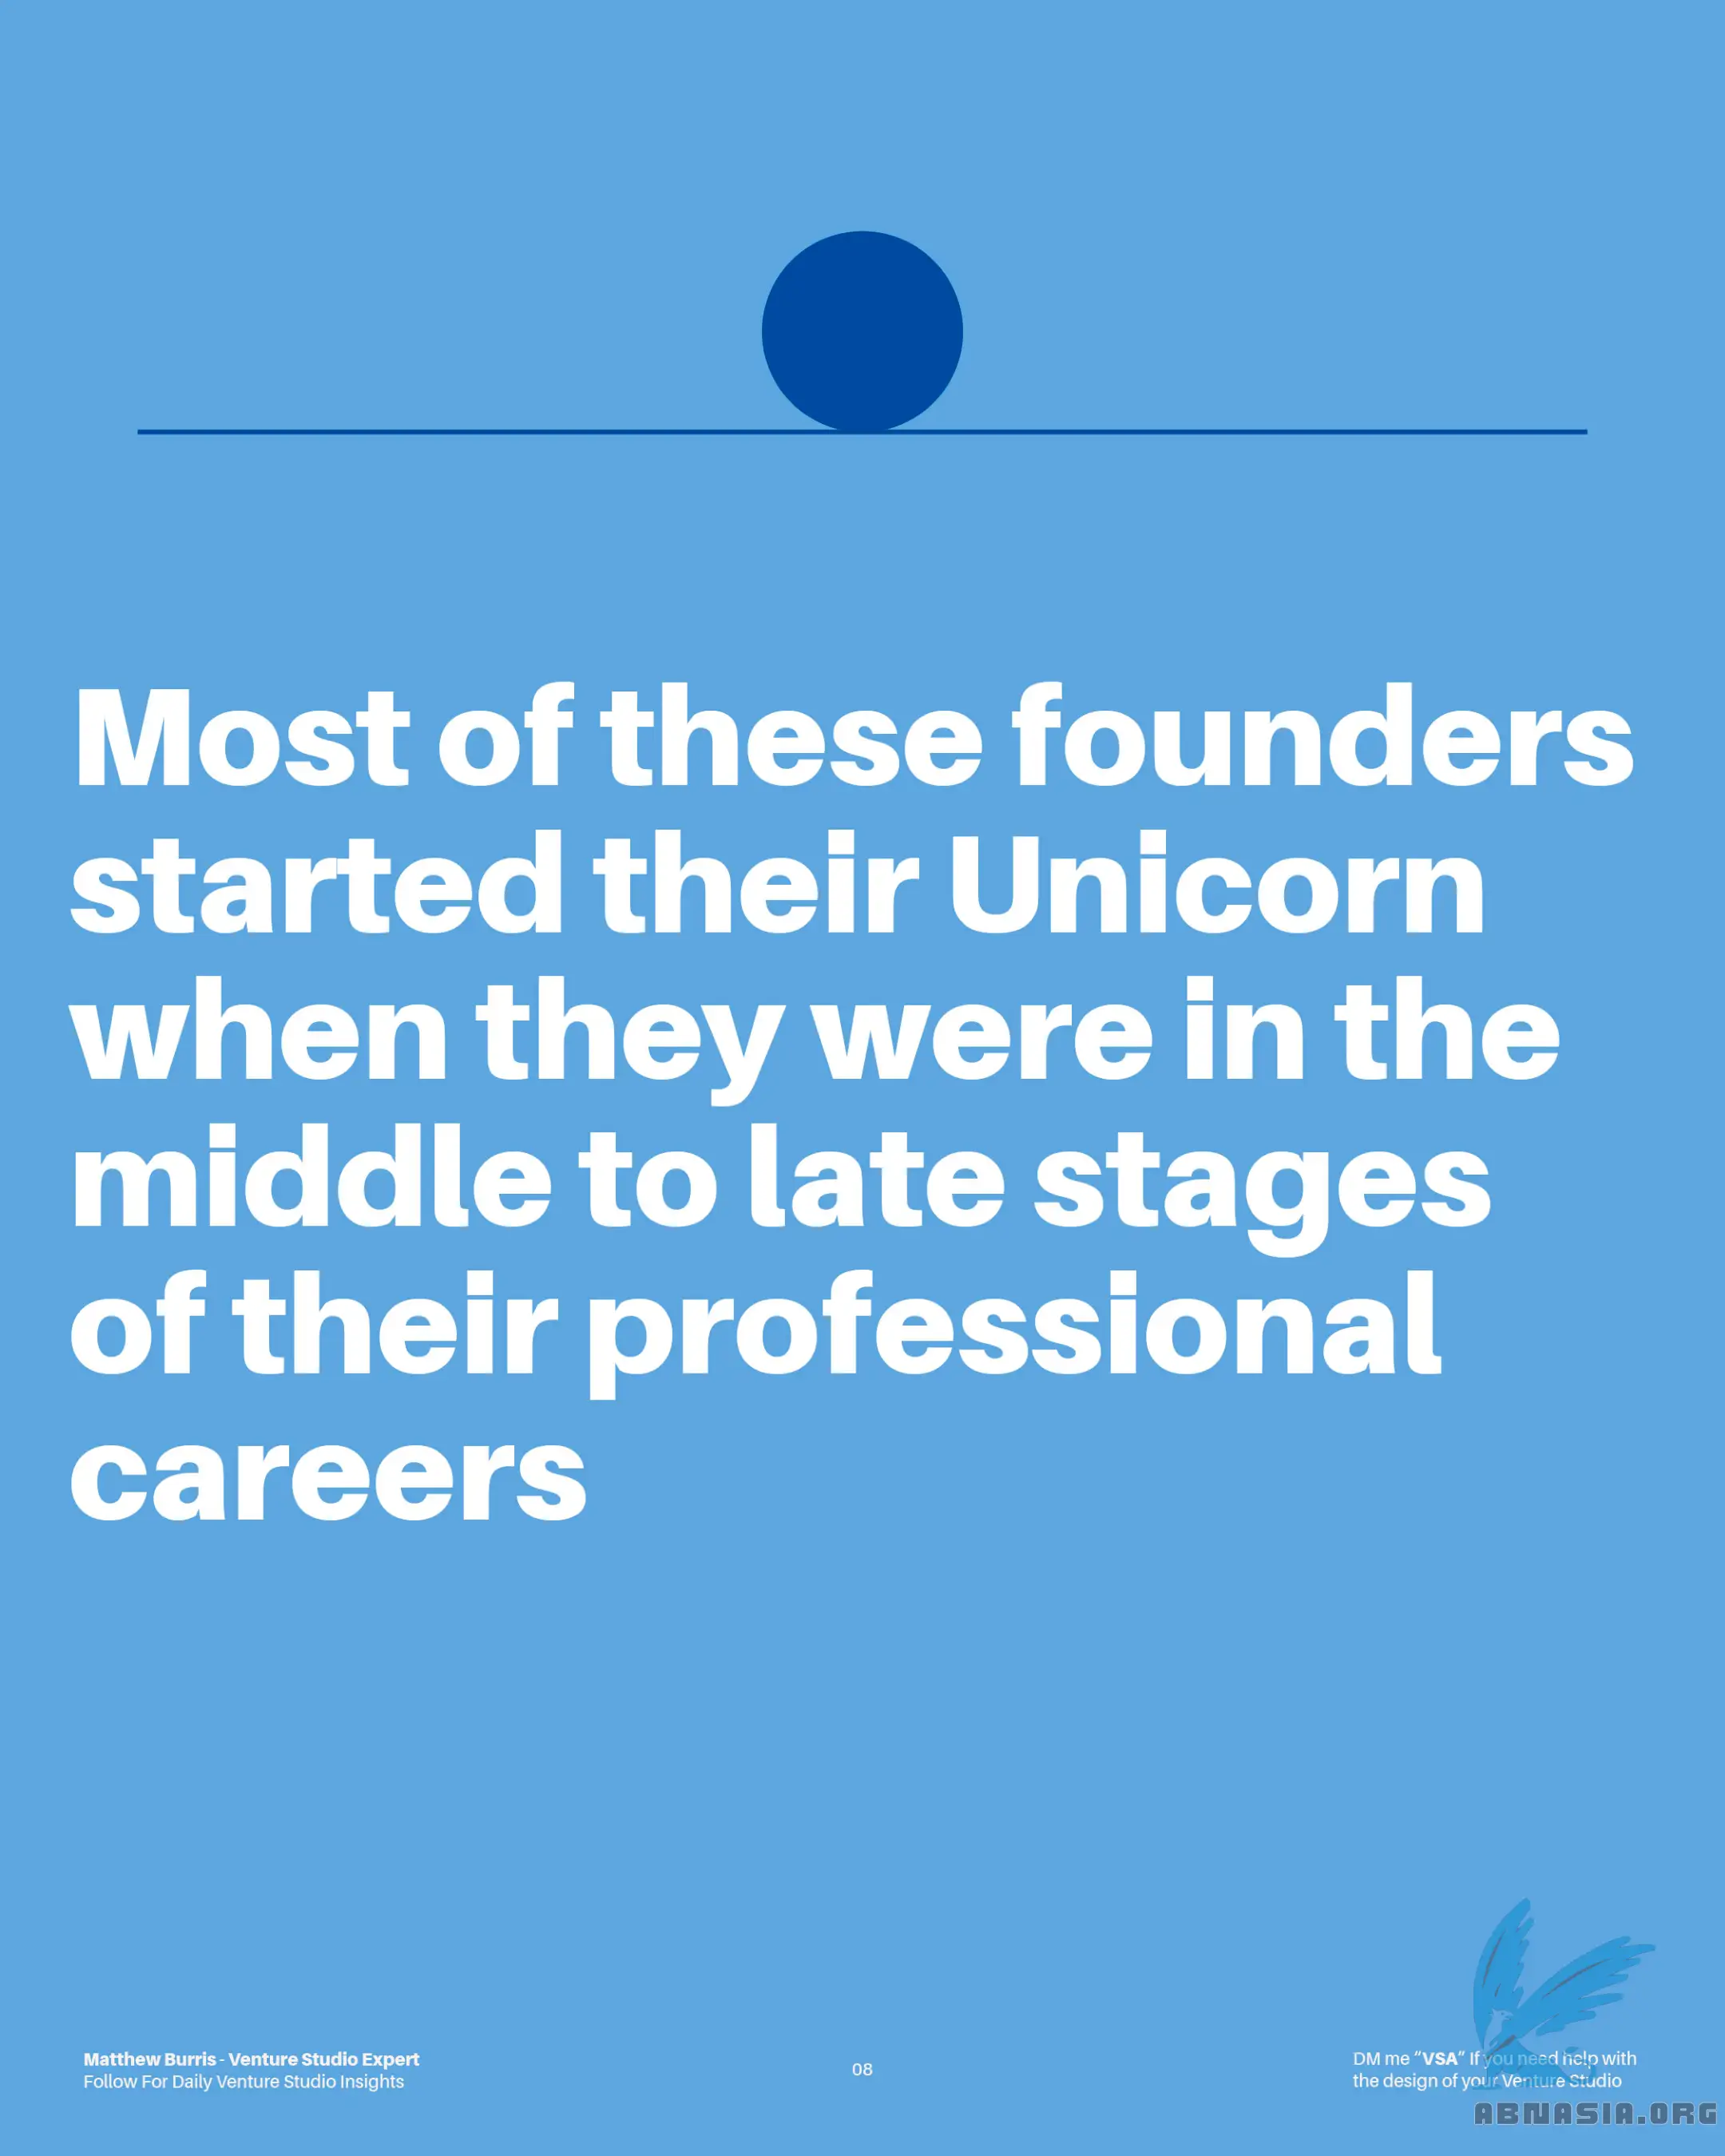 Most of these founders
started their Unicorn
when they were in the
middle to late stages
of their professional
careers
Matthew Burris - Venture Studio Expert
Follow For Daily Venture Studio Insights
08
DM me “VSA” If you need help with
the design of your Venture Studio
ABNASIA.ORG